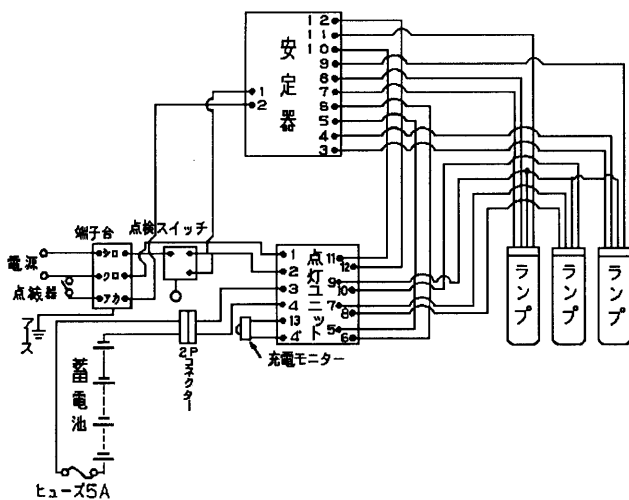 安定器
12
11
10
9
8
7
6
5
4
3
1
2
端子台
点検スイッチ
シロ
クロ
アカ
電源
点滅器
アース
点灯ユニット
1
2
3
4
13
4'
11
12
9
10
7
8
5
6
2Pコネクター
充電モニター
蓄電池
ヒューズ5A
ランプ
ランプ
ランプ